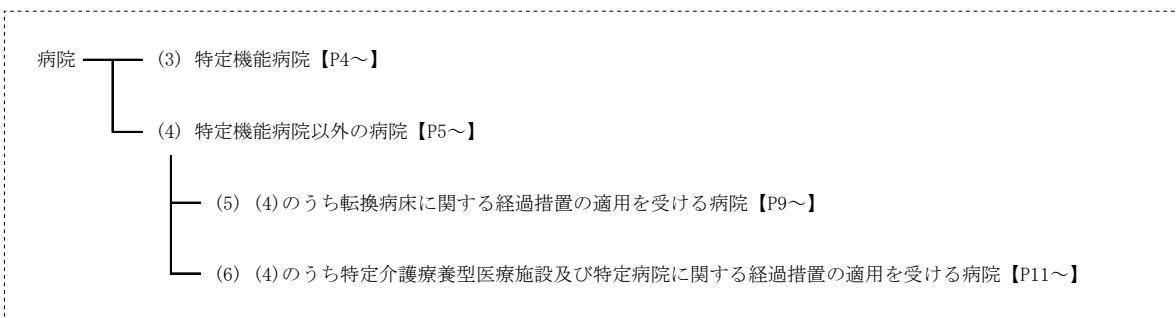 病院 (3) 特定機能病院【P4～】
(4) 特定機能病院以外の病院【P5～】
(5) (4)のうち転換病床に関する経過措置の適用を受ける病院【P9～】
(6) (4)のうち特定介護療養型医療施設及び特定病院に関する経過措置の適用を受ける病院【P11～】